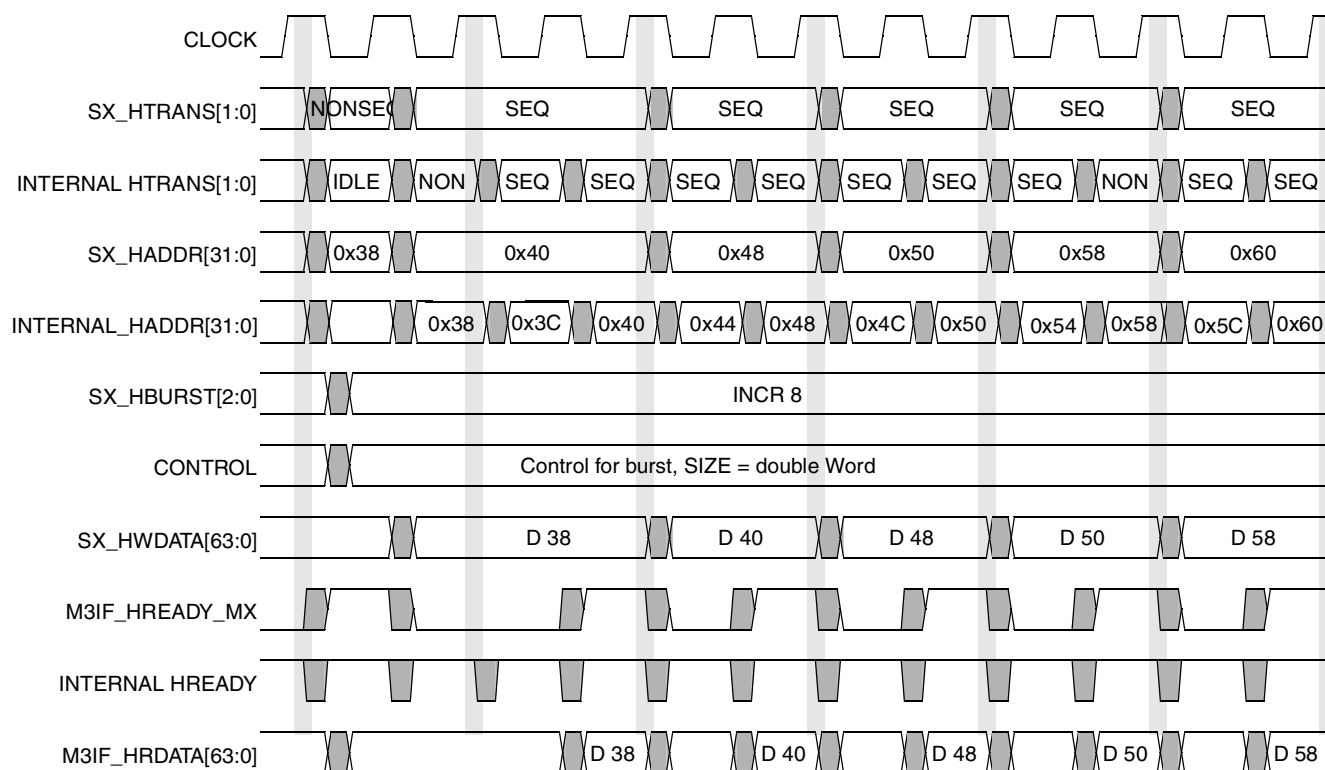 CLOCK
SX_HTRANS[1:0] NONSEQ SEQ SEQ SEQ SEQ SEQ
INTERNAL HTRANS[1:0] IDLE NON SEQ SEQ SEQ SEQ SEQ SEQ SEQ NON SEQ SEQ
SX_HADDR[31:0] 0x38 0x40 0x48 0x50 0x58 0x60
INTERNAL_HADDR[31:0] 0x38 0x3C 0x40 0x44 0x48 0x4C 0x50 0x54 0x58 0x5C 0x60
SX_HBURST[2:0] INCR 8
CONTROL Control for burst, SIZE = double Word
SX_HWDATA[63:0] D 38 D 40 D 48 D 50 D 58
M3IF_HREADY_MX
INTERNAL HREADY
M3IF_HRDATA[63:0] D 38 D 40 D 48 D 50 D 58